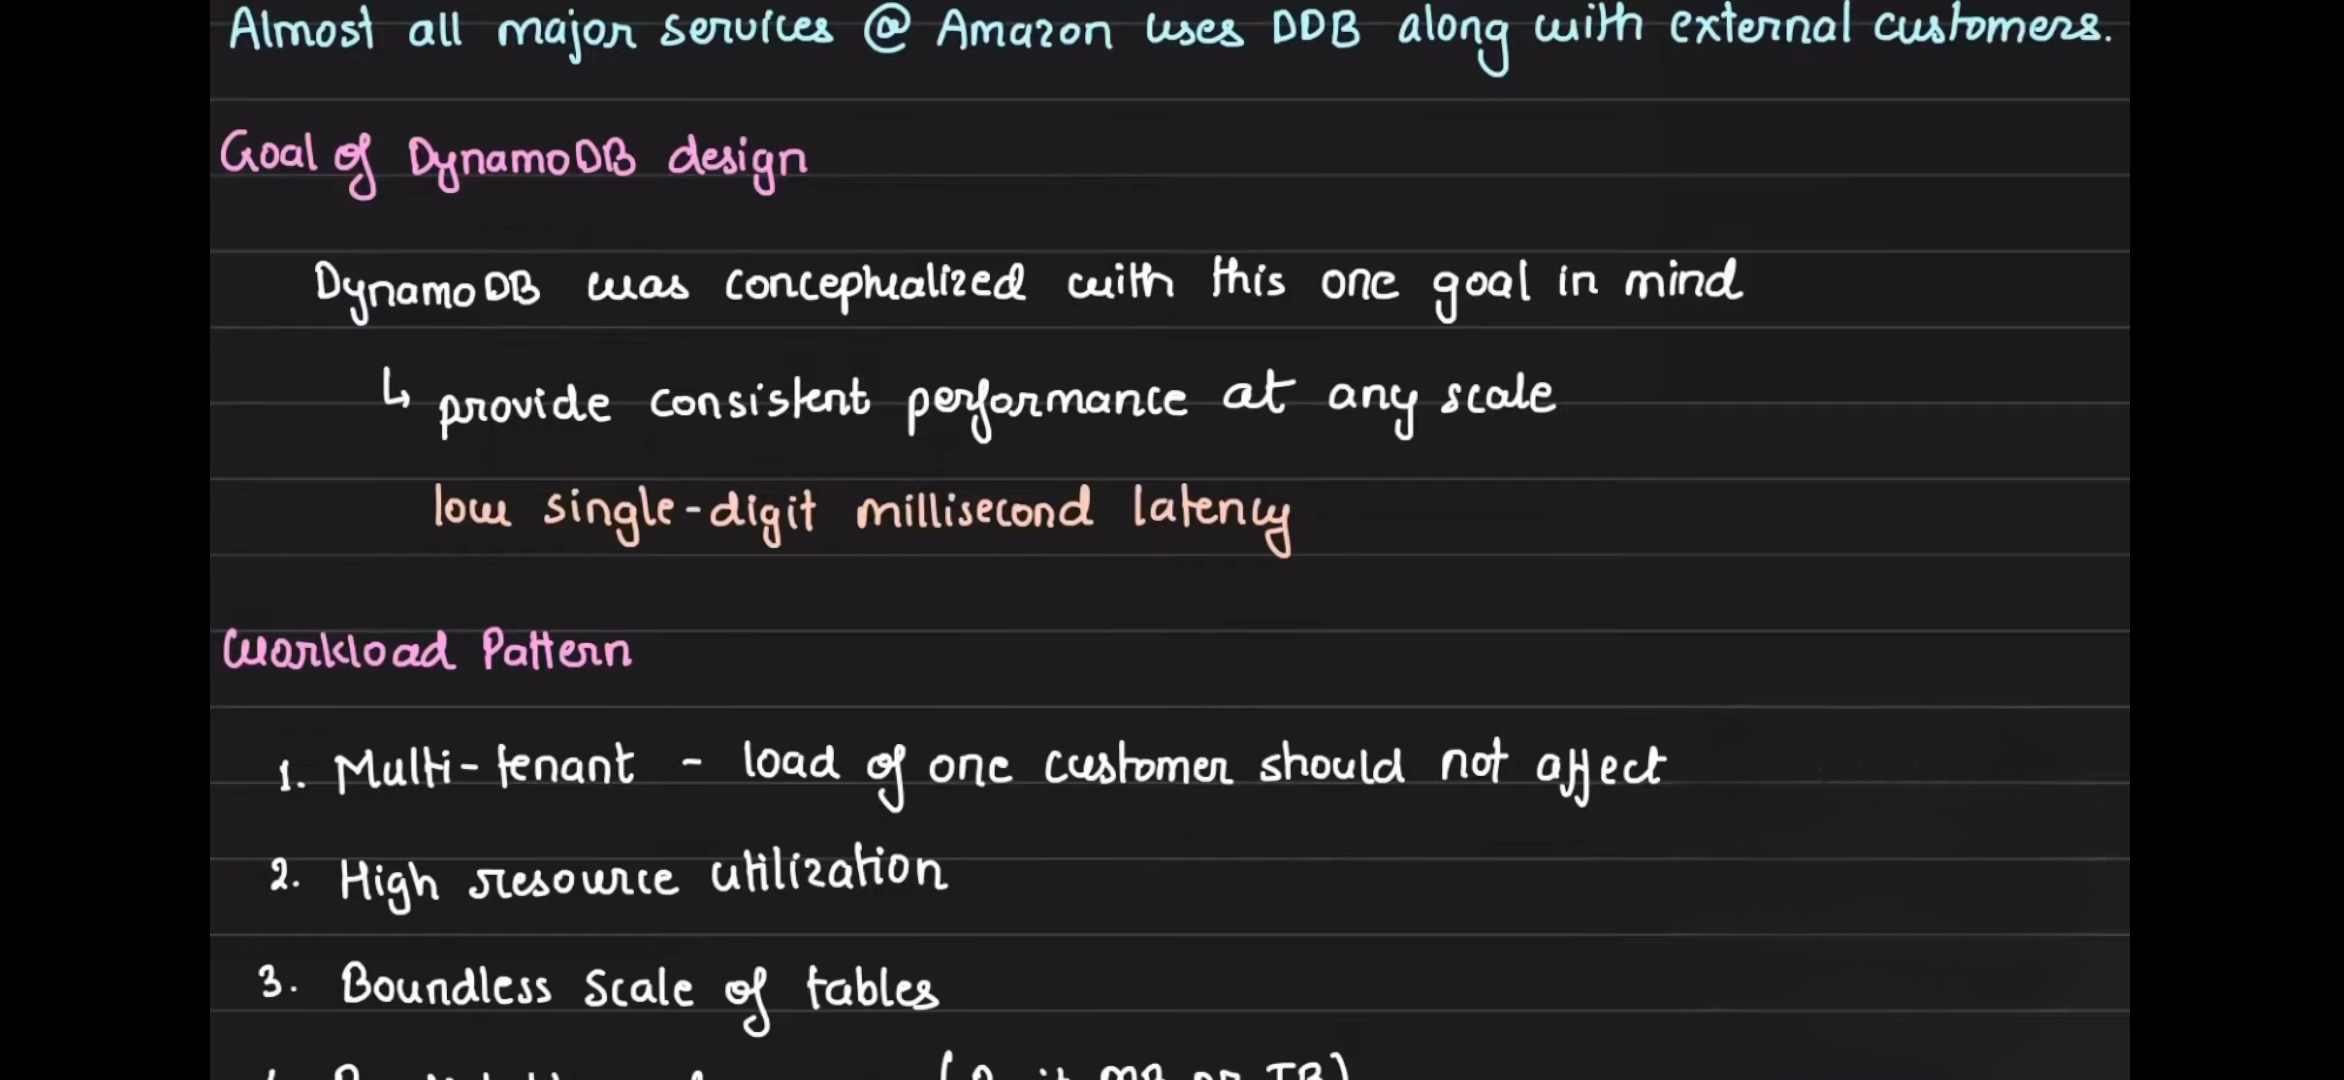 Almost all major services @ Amazon uses DDB along with external customers.
Goal of DynamoDB design
DynamoDB was conceptualized with this one goal in mind
↳ provide consistent performance at any scale
low single-digit millisecond latency
Workload Pattern
1. Multi-tenant - load of one customer should not affect
2. High resource utilization
3. Boundless scale of tables